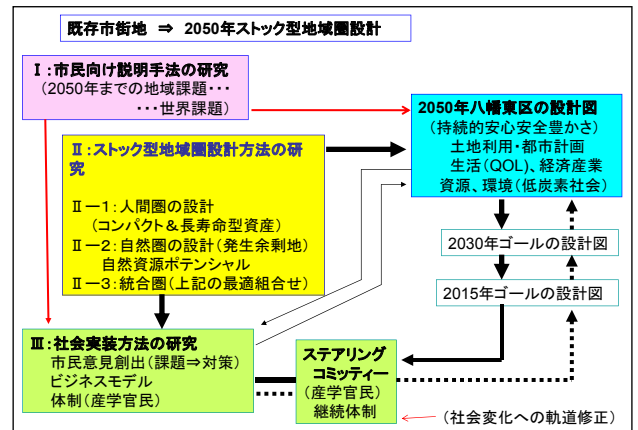 既存市街地 ⇒ 2050年ストック型地域圏設計
Ⅰ:市民向け説明手法の研究
(2050年までの地域課題・・・
・・・世界課題)
Ⅱ:ストック型地域圏設計方法の研
究
Ⅱー1:人間圏の設計
(コンパクト&長寿命型資産)
Ⅱー2:自然圏の設計(発生余剰地)
自然資源ポテンシャル
Ⅱー3:統合圏(上記の最適組合せ)
Ⅲ:社会実装方法の研究
市民意見創出(課題⇒対策)
ビジネスモデル
体制(産学官民)
2050年八幡東区の設計図
(持続的安心安全豊かさ)
土地利用・都市計画
生活(QOL)、経済産業
資源、環境(低炭素社会)
2030年ゴールの設計図
2015年ゴールの設計図
ステアリング
コミッティー
(産学官民)
継続体制
(社会変化への軌道修正)